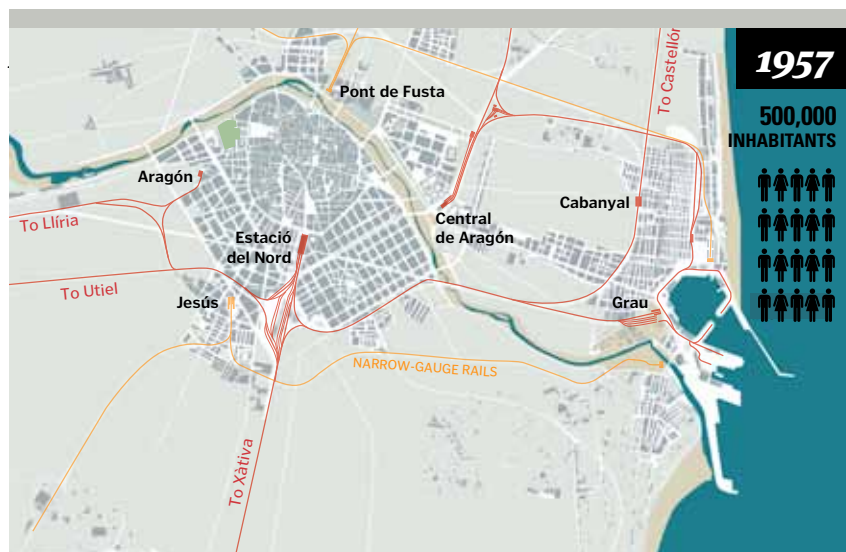 1957
500,000
INHABITANTS
To Castellón
Pont de Fusta
Aragón
Cabanyal
Central
de Aragón
To Llíria
Estació
del Nord
To Utiel
Jesús
Grau
NARROW-GAUGE RAILS
To Xàtiva